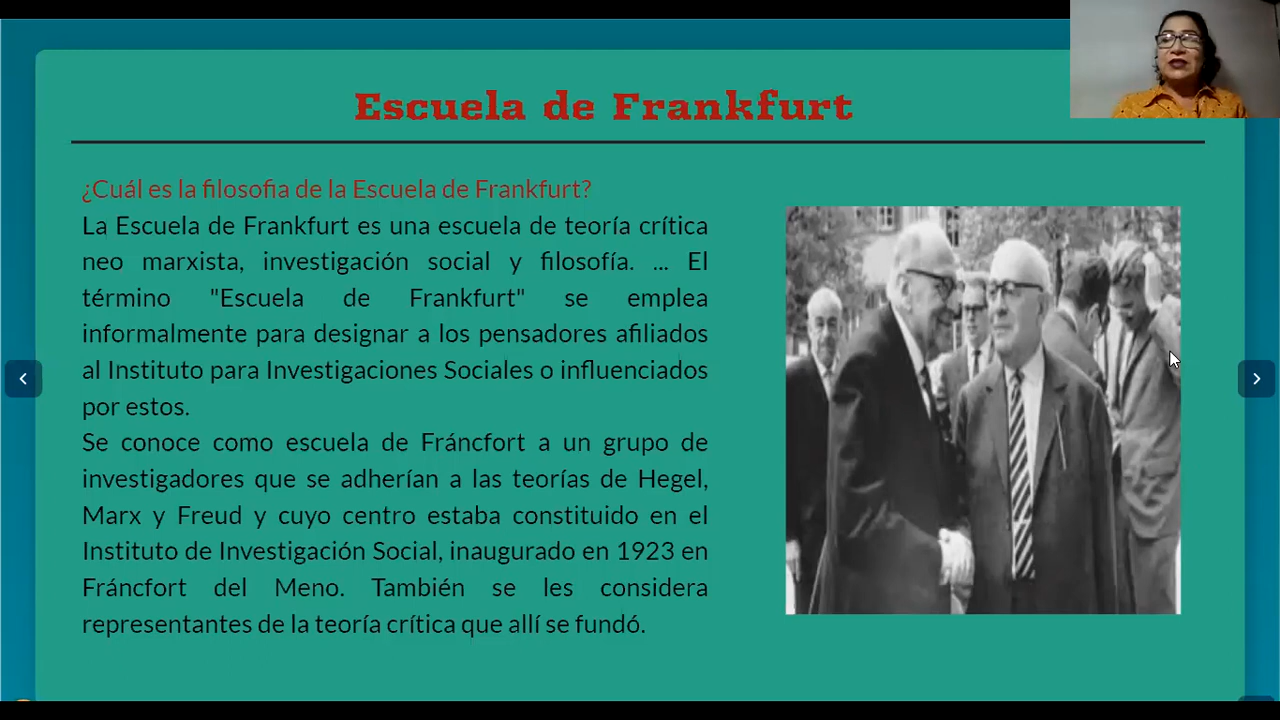 Escuela de Frankfurt
¿Cuál es la filosofia de la Escuela de Frankfurt?
La Escuela de Frankfurt es una escuela de teoría crítica
neo marxista, investigación social y filosofía. ... El
término "Escuela de Frankfurt" se emplea
informalmente para designar a los pensadores afiliados
al Instituto para Investigaciones Sociales o influenciados
por estos.
Se conoce como escuela de Fráncfort a un grupo de
investigadores que se adherían a las teorías de Hegel,
Marx y Freud y cuyo centro estaba constituido en el
Instituto de Investigación Social, inaugurado en 1923 en
Fráncfort del Meno. También se les considera
representantes de la teoría crítica que allí se fundó.